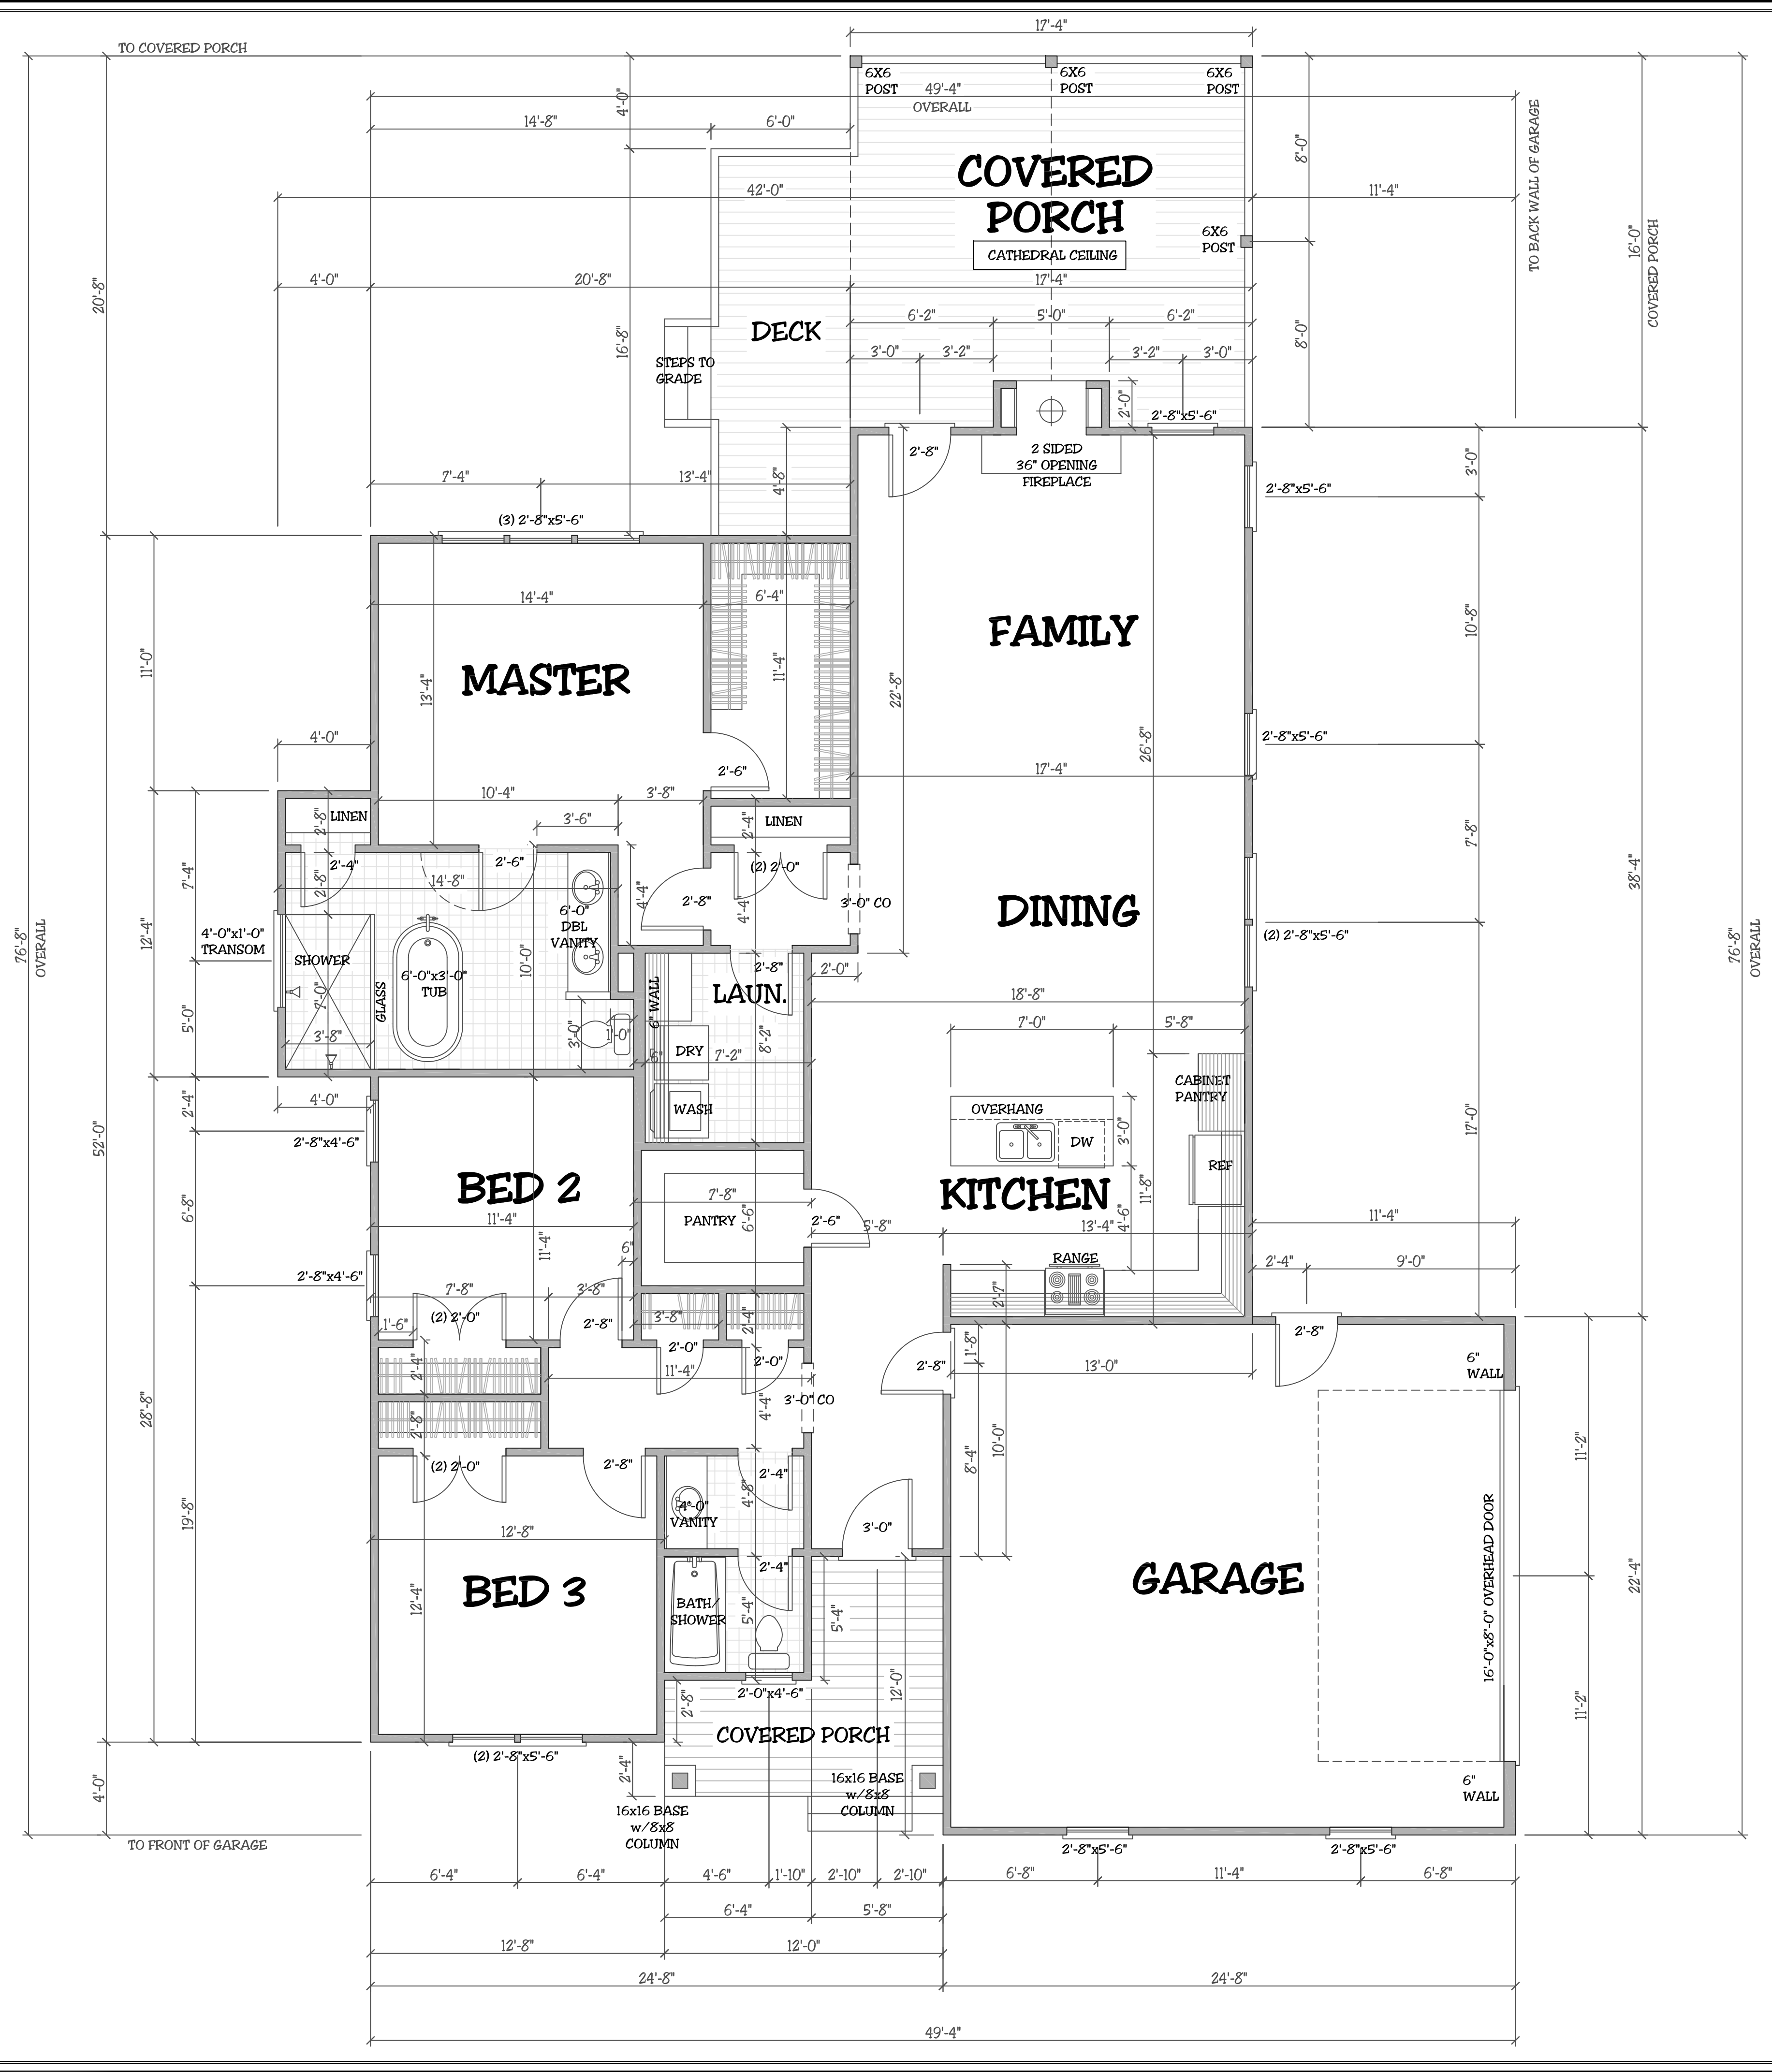 17'-4"
TO COVERED PORCH
6X6
POST
6X6
POST
6X6
POST
49'-4"
OVERALL
4'-0"
14'-8"
6'-0"
8'-0"
TO BACK WALL OF GARAGE
COVERED
PORCH
42'-0"
11'-4"
6X6
POST
16'-0"
COVERED PORCH
CATHEDRAL CEILING
4'-0"
20'-8"
17'-4"
20'-8"
6'-2"
5'-0"
6'-2"
DECK
16'-8"
8'-0"
3'-0"
3'-2"
3'-2"
3'-0"
STEPS TO
GRADE
2'-0"
2'-8"x5'-6"
2'-8"
2 SIDED
36" OPENING
FIREPLACE
3'-0"
7'-4"
13'-4"
4'-8"
2'-8"x5'-6"
(3) 2'-8"x5'-6"
14'-4"
6'-4"
FAMILY
10'-8"
11'-0"
MASTER
13'-4"
11'-4"
22'-8"
4'-0"
26'-8"
2'-8"x5'-6"
2'-6"
17'-4"
10'-4"
3'-8"
2'-8"
LINEN
3'-6"
2'-4"
LINEN
7'-8"
7'-4"
2'-4"
2'-6"
(2) 2'-0"
38'-4"
2'-8"
14'-8"
4'-4"
2'-8"
4'-4"
3'-0" CO
DINING
76'-8"
OVERALL
12'-4"
4'-0"x1'-0"
TRANSOM
6'-0"
DBL
VANITY
(2) 2'-8"x5'-6"
76'-8"
OVERALL
SHOWER
6'-0"x3'-0"
TUB
10'-0"
2'-8"
2'-0"
7'-0"
GLASS
6" WALL
LAUN.
18'-8"
5'-0"
3'-8"
3'-0"
1'-0"
8'-2"
7'-0"
5'-8"
6"
DRY
7'-2"
CABINET
PANTRY
4'-0"
2'-4"
WASH
OVERHANG
17'-0"
52'-0"
2'-8"x4'-6"
DW
3'-0"
REF
BED 2
KITCHEN
11'-8"
6'-8"
7'-8"
11'-4"
PANTRY
6'-6"
2'-6"
5'-8"
13'-4"
4'-6"
11'-4"
11'-4"
6"
RANGE
2'-4"
9'-0"
2'-8"x4'-6"
7'-8"
3'-8"
2'-7"
1'-6"
(2) 2'-0"
2'-8"
3'-8"
2'-4"
2'-8"
2'-4"
2'-0"
2'-0"
2'-8"
1'-8"
13'-0"
6"
WALL
11'-4"
28'-8"
2'-8"
4'-4"
3'-0" CO
10'-0"
8'-4"
11'-2"
(2) 2'-0"
2'-8"
2'-4"
4'-8"
19'-8"
4'-0"
VANITY
12'-8"
3'-0"
16'-0"x8'-0" OVERHEAD DOOR
2'-4"
BED 3
12'-4"
BATH/
SHOWER
5'-4"
5'-4"
GARAGE
22'-4"
12'-0"
2'-0"x4'-6"
2'-8"
11'-2"
COVERED PORCH
(2) 2'-8"x5'-6"
2'-4"
4'-0"
16x16 BASE
w/8x8
COLUMN
6"
WALL
16x16 BASE
w/8x8
COLUMN
TO FRONT OF GARAGE
2'-8"x5'-6"
2'-8"x5'-6"
6'-4"
6'-4"
4'-6"
1'-10"
2'-10"
2'-10"
6'-8"
11'-4"
6'-8"
6'-4"
5'-8"
12'-8"
12'-0"
24'-8"
24'-8"
49'-4"